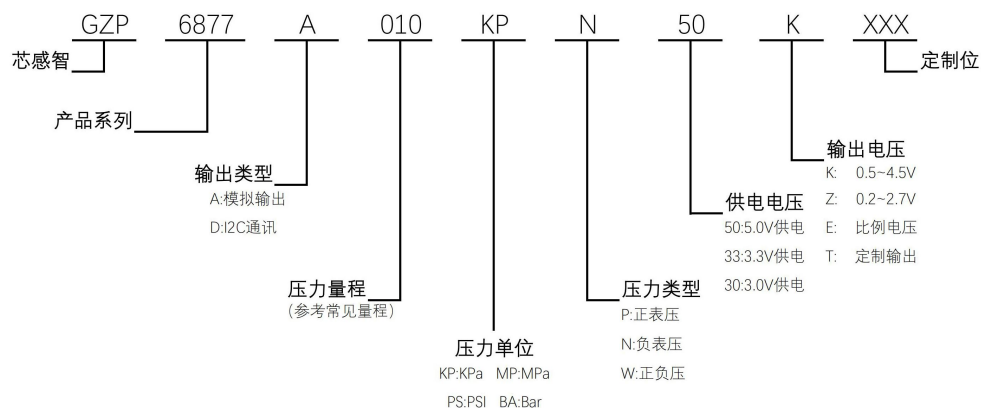 GZP 6877 A 010 KP N 50 K XXX
芯感智
定制位
产品系列
输出类型
A:模拟输出
D:I2C通讯
压力量程
(参考常见量程)
压力单位
KP:KPa MP:MPa
PS:PSI BA:Bar
压力类型
P:正表压
N:负表压
W:正负压
供电电压
50:5.0V供电
33:3.3V供电
30:3.0V供电
输出电压
K: 0.5~4.5V
Z: 0.2~2.7V
E: 比例电压
T: 定制输出